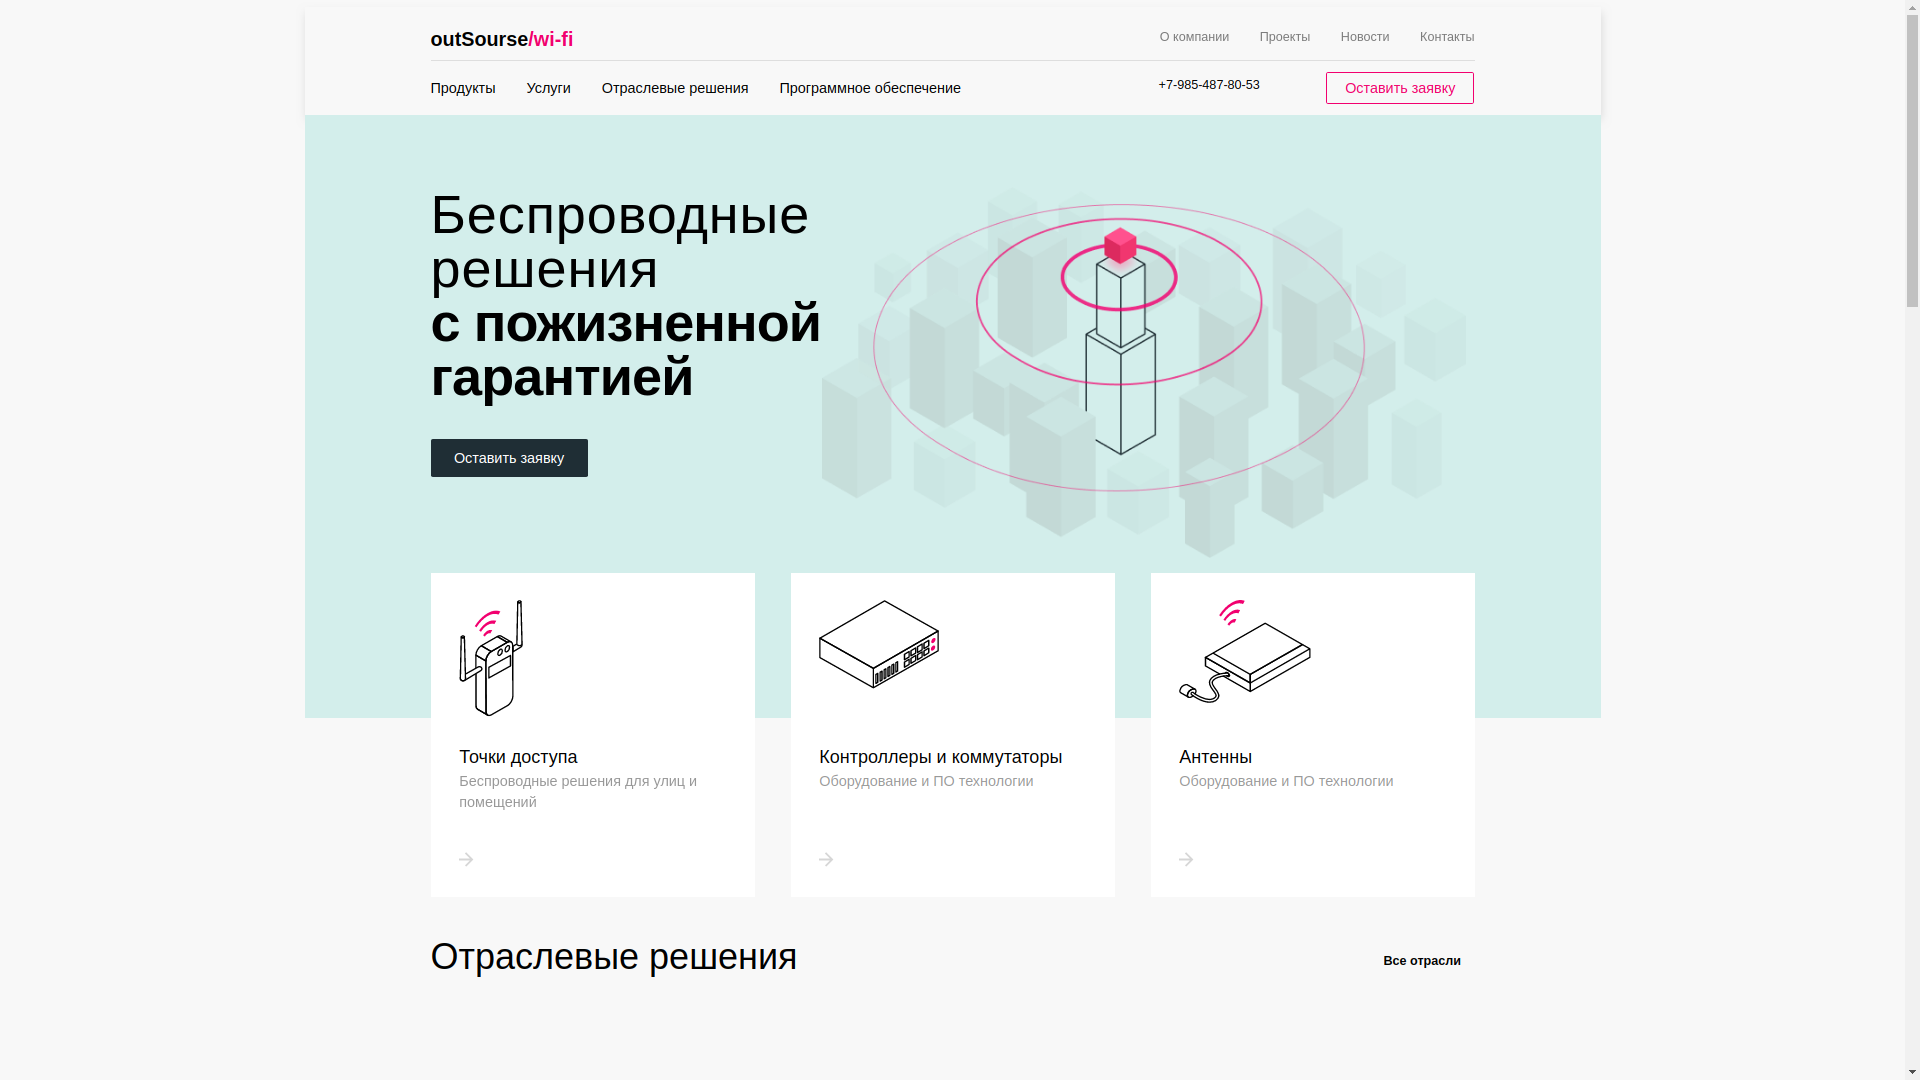 outSourse/wi-fi
О компании
Проекты
Новости
Контакты
Продукты
Услуги
Отраслевые решения
Программное обеспечение
+7-985-487-80-53
Оставить заявку
Беспроводные
решения
с пожизненной
гарантией
Оставить заявку
Точки доступа
Беспроводные решения для улиц и
помещений
Контроллеры и коммутаторы
Оборудование и ПО технологии
Антенны
Оборудование и ПО технологии
Отраслевые решения
Все отрасли